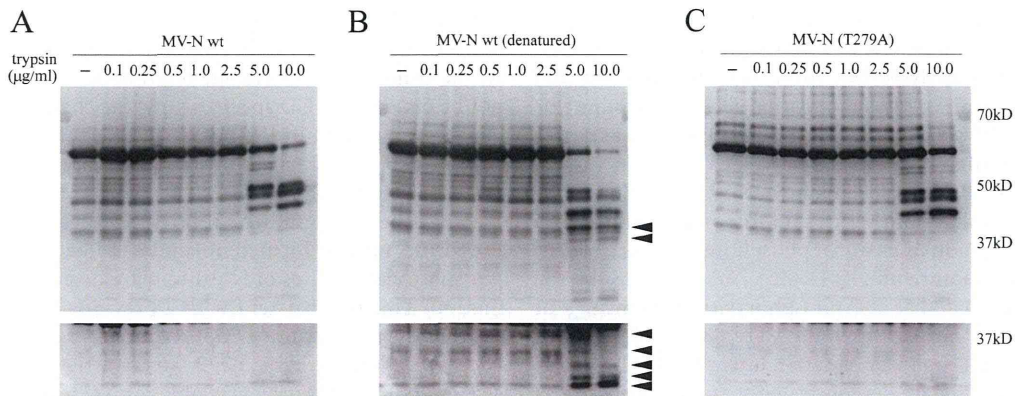 A
MV-N wt
trypsin
(μg/ml)
– 0.1 0.25 0.5 1.0 2.5 5.0 10.0
B
MV-N wt (denatured)
– 0.1 0.25 0.5 1.0 2.5 5.0 10.0
C
MV-N (T279A)
– 0.1 0.25 0.5 1.0 2.5 5.0 10.0
70kD
50kD
37kD
37kD